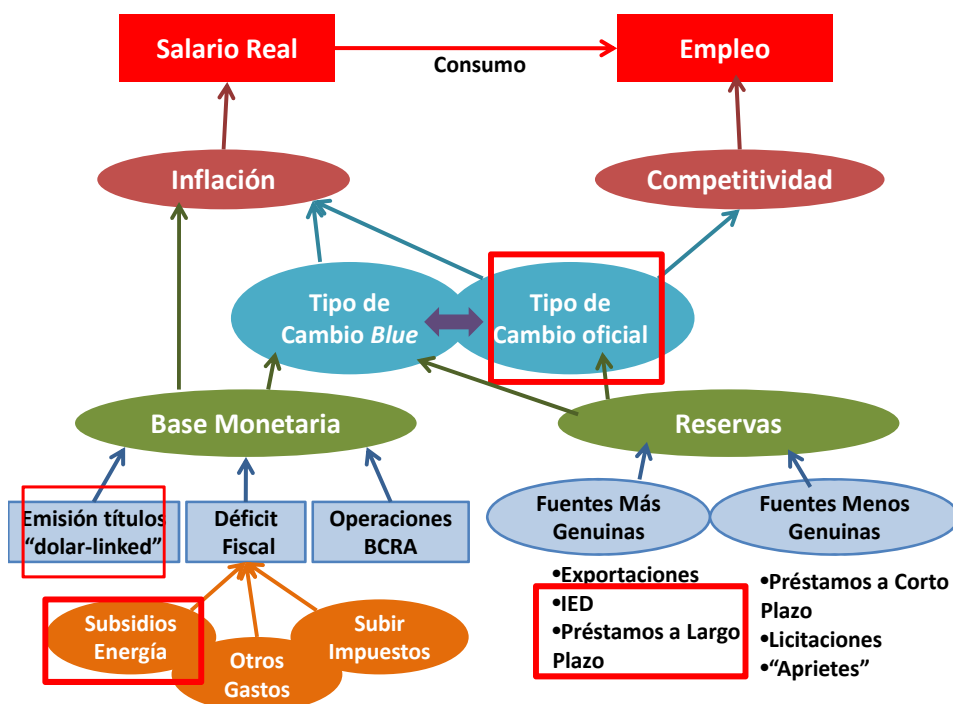 Salario Real
Consumo
Empleo
Inflación
Competitividad
Tipo de
Cambio Blue
Tipo de
Cambio oficial
Base Monetaria
Reservas
Emisión títulos
“dolar-linked”
Déficit
Fiscal
Operaciones
BCRA
Fuentes Más
Genuinas
Fuentes Menos
Genuinas
Subsidios
Energía
Otros
Gastos
Subir
Impuestos
•Exportaciones
•IED
•Préstamos a Largo
Plazo
•Préstamos a Corto
Plazo
•Licitaciones
•“Aprietes”